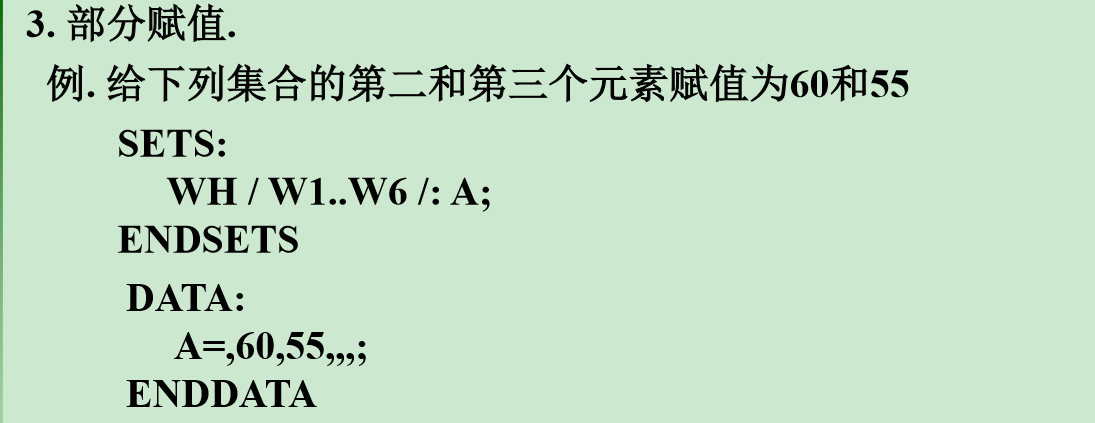 3. 部分赋值.
例. 给下列集合的第二和第三个元素赋值为60和55
SETS:
WH / W1..W6 /: A;
ENDSETS
DATA:
A=,60,55,,,;
ENDDATA